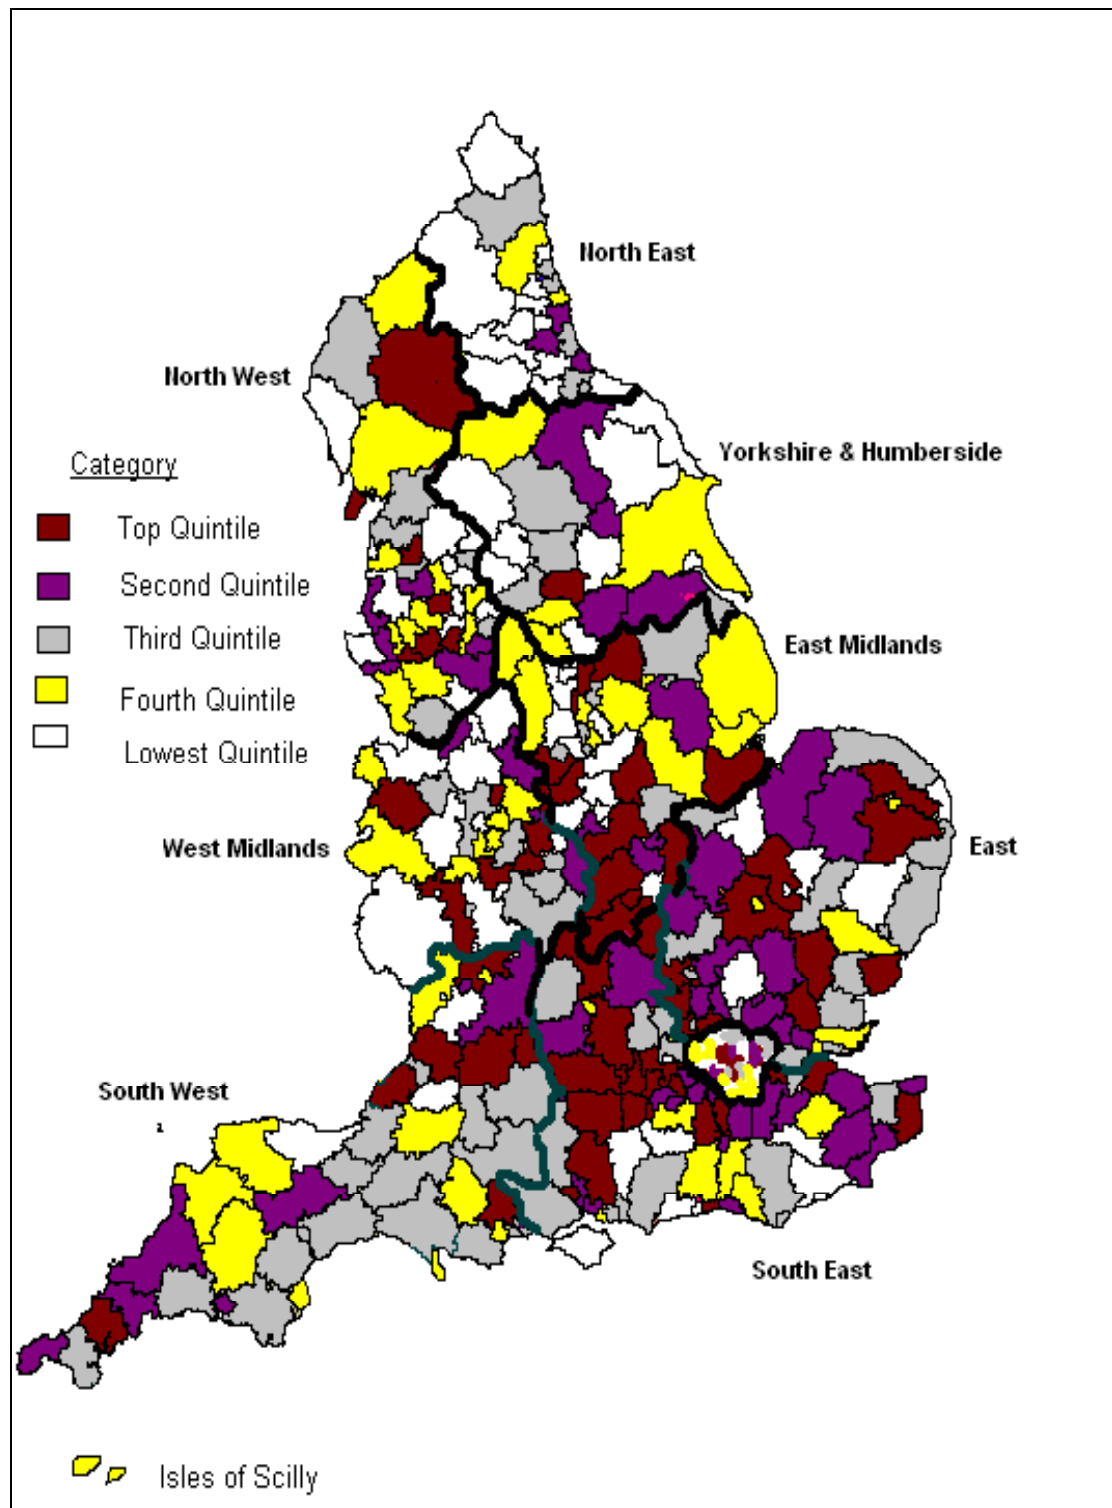 North East
North West
Yorkshire & Humberside
Category
Top Quintile
Second Quintile
Third Quintile
East Midlands
Fourth Quintile
Lowest Quintile
West Midlands
East
South West
South East
Isles of Scilly